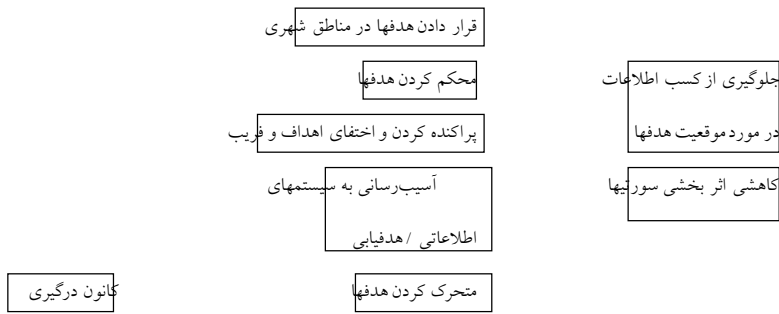 قرار دادن هدفها در مناطق شهری
جلوگیری از کسب اطلاعات
محکم کردن هدفها
در مورد موقعیت هدفها
پراکنده کردن و اختفای اهداف و فریب
کاهشی اثر بخشی سورتیها
آسیب‌رسانی به سیستمهای
اطلاعاتی / هدفیابی
متحرک کردن هدفها
کانون درگیری